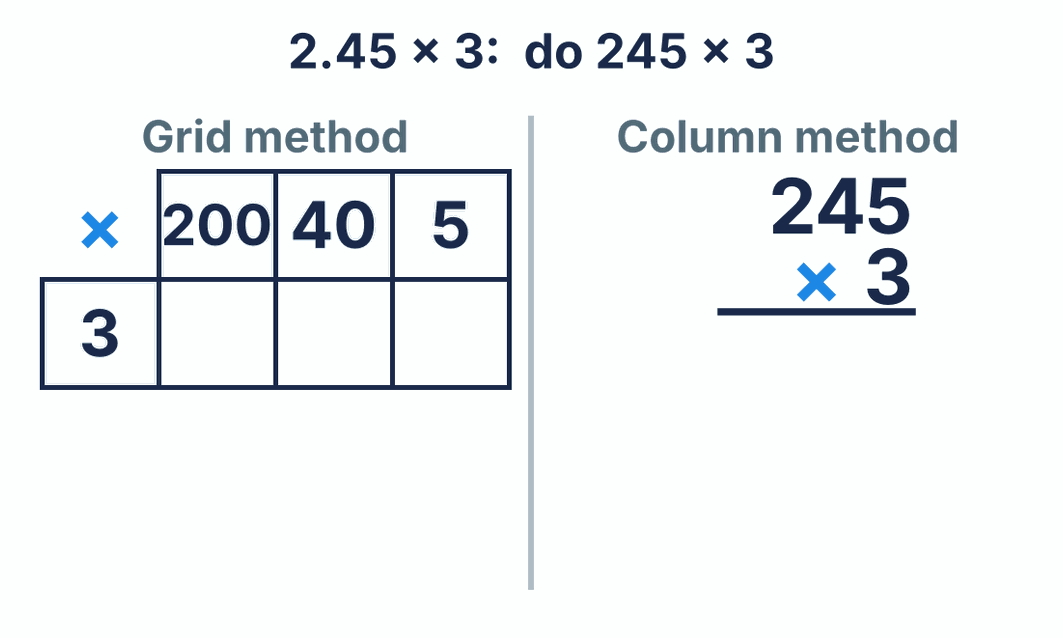 2.45 × 3: do 245 × 3
Grid method
× 200 40 5
3
Column method
245
× 3